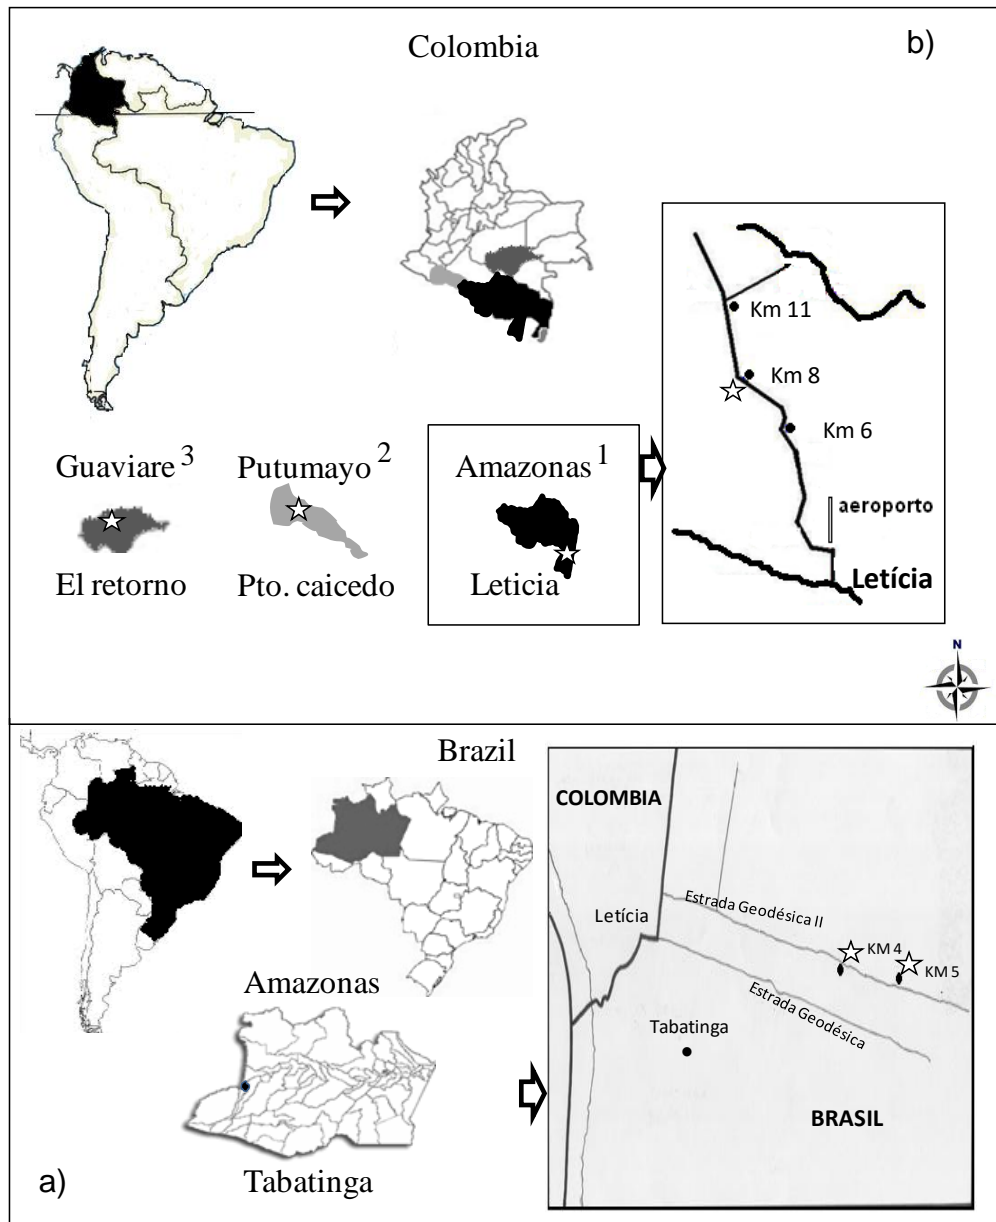 Colombia
b)
Km 11
Km 8
Km 6
aeroporto
Letícia
Guaviare 3
Putumayo 2
Amazonas 1
El retorno
Pto. caicedo
Leticia
N
Brazil
COLOMBIA
Letícia
Estrada Geodésica II
KM 4
KM 5
Estrada Geodésica
Tabatinga
BRASIL
Amazonas
Tabatinga
a)